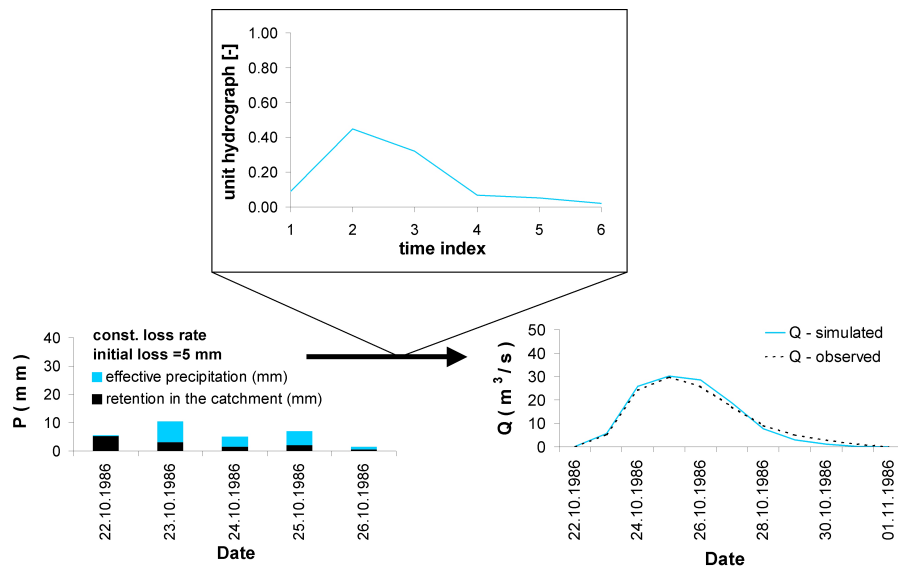 unit hydrograph [-]
1.00
0.80
0.60
0.40
0.20
0.00
1 2 3 4 5 6
time index
const. loss rate
initial loss =5 mm
effective precipitation (mm)
retention in the catchment (mm)
P ( m m )
40
30
20
10
0
22.10.1986
23.10.1986
24.10.1986
25.10.1986
26.10.1986
Date
Q - simulated
Q - observed
Q ( m 3 / s )
50
40
30
20
10
0
22.10.1986
24.10.1986
26.10.1986
28.10.1986
30.10.1986
01.11.1986
Date